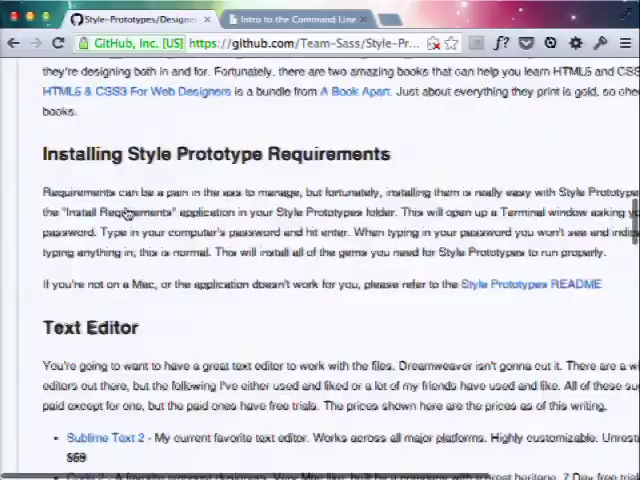 Style-Prototypes/Designe
Intro to the Command Line
GitHub, Inc. [US]
https://github.com/Team-Sass/Style-Pr...
f?
they're designing both in and for. Fortunately, there are two amazing books that can help you learn HTML5 and CSS
HTML5 & CSS3 For Web Designers is a bundle from A Book Apart. Just about everything they print is gold, so che
books.
Installing Style Prototype Requirements
Requirements can be a pain in the ass to manage, but fortunately, installing them is really easy with Style Prototype
the "Install Requirements" application in your Style Prototypes folder. This will open up a Terminal window asking yo
password. Type in your computer's password and hit enter. When typing in your password you won't see and indic
typing anything in; this is normal. This will install all of the gems you need for Style Prototypes to run properly.
If you're not on a Mac, or the application doesn't work for you, please refer to the Style Prototypes README
Text Editor
You're going to want to have a great text editor to work with the files. Dreamweaver isn't gonna cut it. There are a w
editors out there, but the following I've either used and liked or a lot of my friends have used and like. All of these su
paid except for one, but the paid ones have free trials. The prices shown here are the prices as of this writing.
Sublime Text 2 - My current favorite text editor. Works across all major platforms. Highly customizable. Unrest